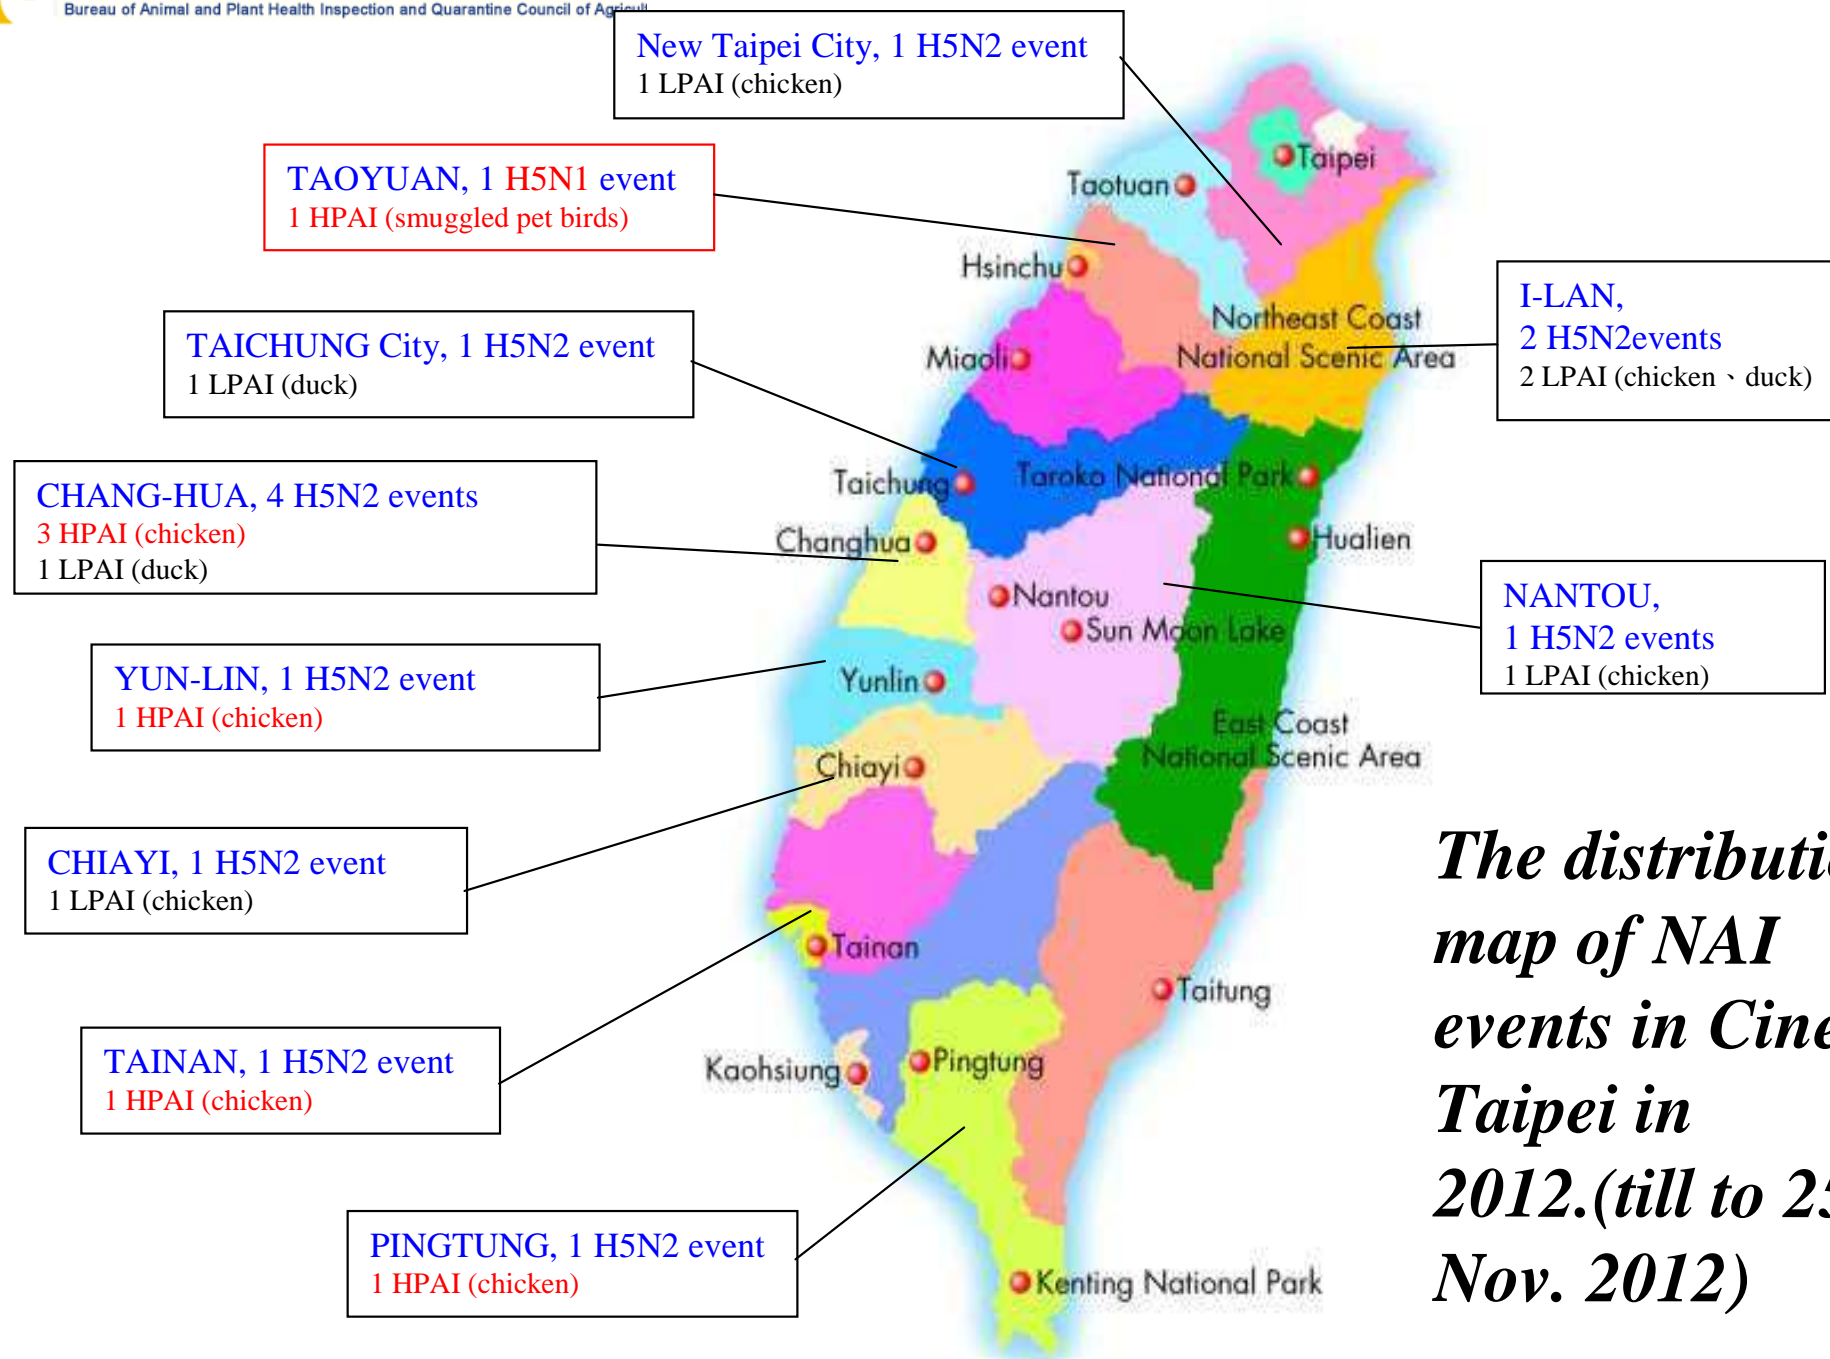 Bureau of Animal and Plant Health Inspection and Quarantine Council of
New Taipei City, 1 H5N2 event
1 LPAI (chicken)
TAOYUAN, 1 H5N1 event
1 HPAI (smuggled pet birds)
TAICHUNG City, 1 H5N2 event
1 LPAI (duck)
CHANG-HUA, 4 H5N2 events
3 HPAI (chicken)
1 LPAI (duck)
YUN-LIN, 1 H5N2 event
1 HPAI (chicken)
CHIAYI, 1 H5N2 event
1 LPAI (chicken)
TAINAN, 1 H5N2 event
1 HPAI (chicken)
PINGTUNG, 1 H5N2 event
1 HPAI (chicken)
I-LAN,
2 H5N2events
2 LPAI (chicken、duck)
NANTOU,
1 H5N2 events
1 LPAI (chicken)
Taipei
Taotuan
Hsinchu
Northeast Coast
National Scenic Area
Miaoli
Taichung
Taroko National Park
Changhua
Hualien
Nantou
Sun Moon Lake
Yunlin
East Coast
National Scenic Area
Chiayi
Tainan
Taitung
Kaohsiung
Pingtung
Kenting National Park
The
map of NAI
events in
Taipei in
2012.(till to
Nov. 2012)